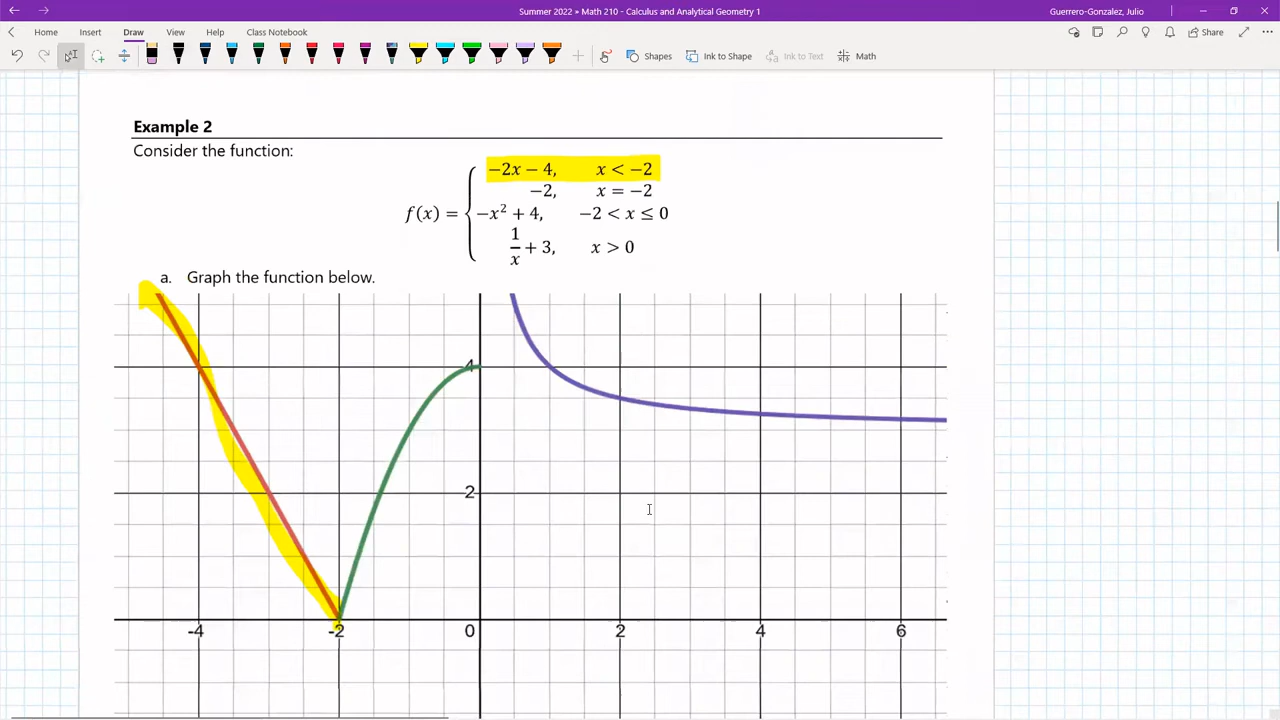 Summer 2022 » Math 210 - Calculus and Analytical Geometry 1
Guerrero-Gonzalez, Julio
Home Insert Draw View Help Class Notebook
Share
Shapes Ink to Shape Ink to Text Math
Example 2
Consider the function:
−2x − 4, x < −2
−2, x = −2
f(x) = { −x² + 4, −2 < x ≤ 0
1/x + 3, x > 0
a. Graph the function below.
4
2
-4 -2 0 2 4 6